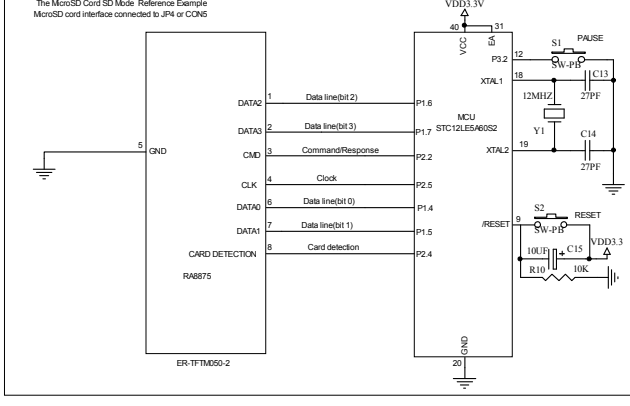 The MicroSD Cord SD Mode Reference Example
MicroSD cord interface connected to JP4 or CON5
VDD3.3V
40
31
VCC
EA
S1
PAUSE
P3.2
12
SW-PB
XTAL1
18
C13
27PF
12MHZ
Y1
MCU
STC12LE5A60S2
XTAL2
19
C14
27PF
DATA2
1
Data line(bit 2)
P1.6
DATA3
2
Data line(bit 3)
P1.7
5
GND
CMD
3
Command/Response
P2.2
CLK
4
Clock
P2.5
DATA0
6
Data line(bit 0)
P1.4
DATA1
7
Data line(bit 1)
P1.5
CARD DETECTION
8
Card detection
P2.4
RA8875
/RESET
9
S2
RESET
SW-PB
VDD3.3
10UF
+
C15
R10
10K
GND
20
ER-TFTM050-2